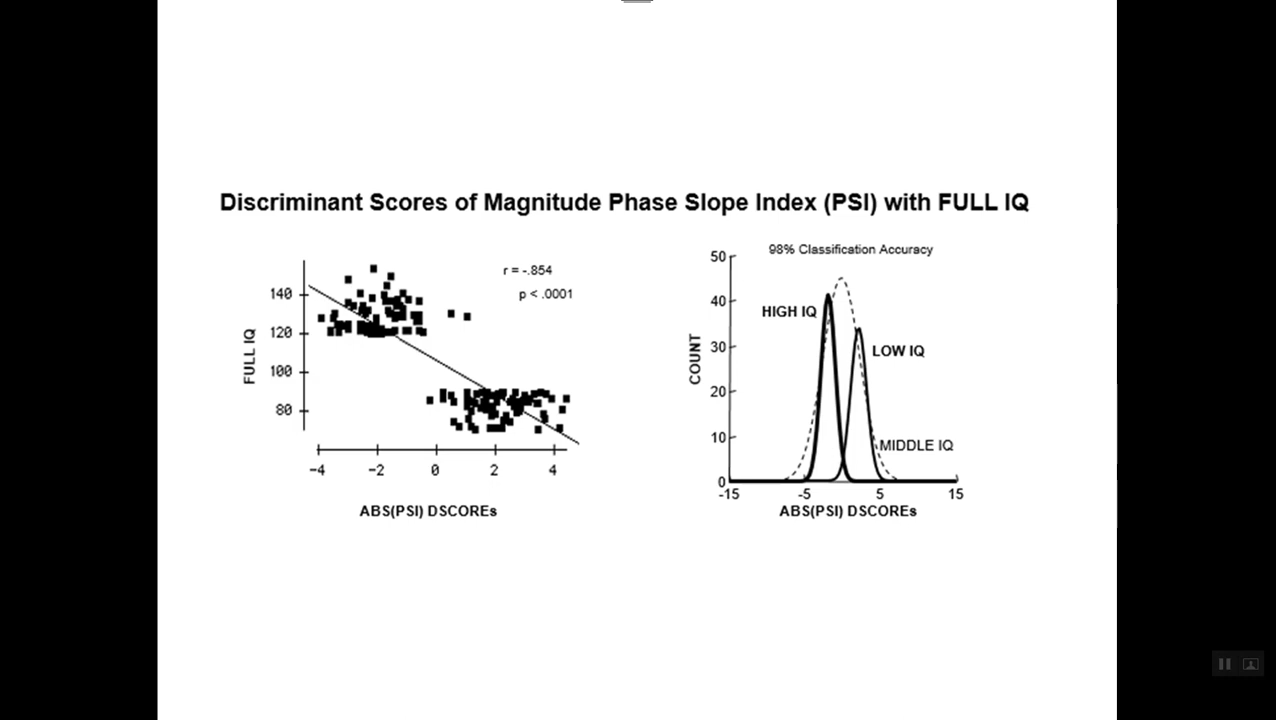 Discriminant Scores of Magnitude Phase Slope Index (PSI) with FULL IQ
r = -.854
p < .0001
FULL IQ
140
120
100
80
-4
-2
0
2
4
ABS(PSI) DSCOREs
98% Classification Accuracy
COUNT
50
40
30
20
10
0
HIGH IQ
LOW IQ
MIDDLE IQ
-15
-5
5
15
ABS(PSI) DSCOREs